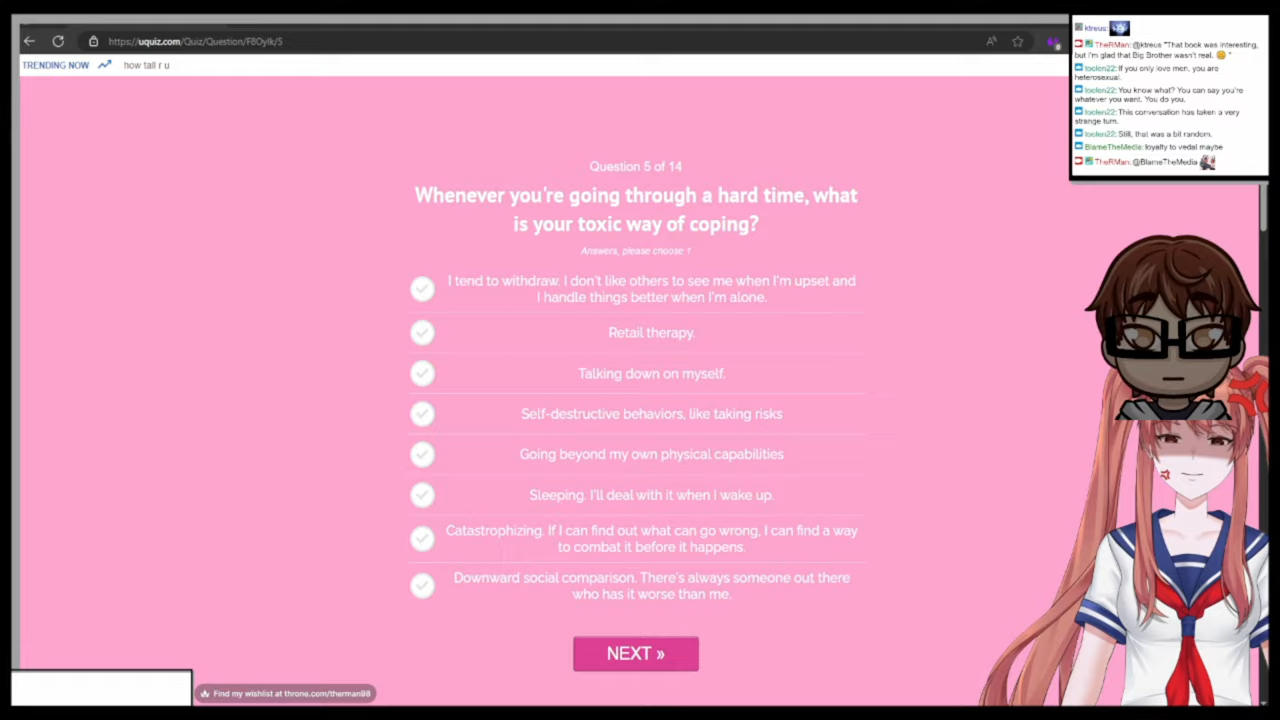 https://uquiz.com/Quiz/Question/F8Oylk/5
TRENDING NOW how tall r u
Question 5 of 14
Whenever you're going through a hard time, what
is your toxic way of coping?
Answers, please choose 1
I tend to withdraw. I don't like others to see me when I'm upset and
I handle things better when I'm alone.
Retail therapy.
Talking down on myself.
Self-destructive behaviors, like taking risks
Going beyond my own physical capabilities
Sleeping. I'll deal with it when I wake up.
Catastrophizing. If I can find out what can go wrong, I can find a way
to combat it before it happens.
Downward social comparison. There's always someone out there
who has it worse than me.
NEXT »
Find my wishlist at throne.com/therman98
ktreus:
TheRMan: @ktreus "That book was interesting,
but I'm glad that Big Brother wasn't real. "
If you only love men, you are
heterosexual.
You know what? You can say you're
whatever you want. You do you.
This conversation has taken a very
strange turn.
Still, that was a bit random.
BlameTheMedia: loyalty to vedal maybe
TheRMan: @BlameTheMedia